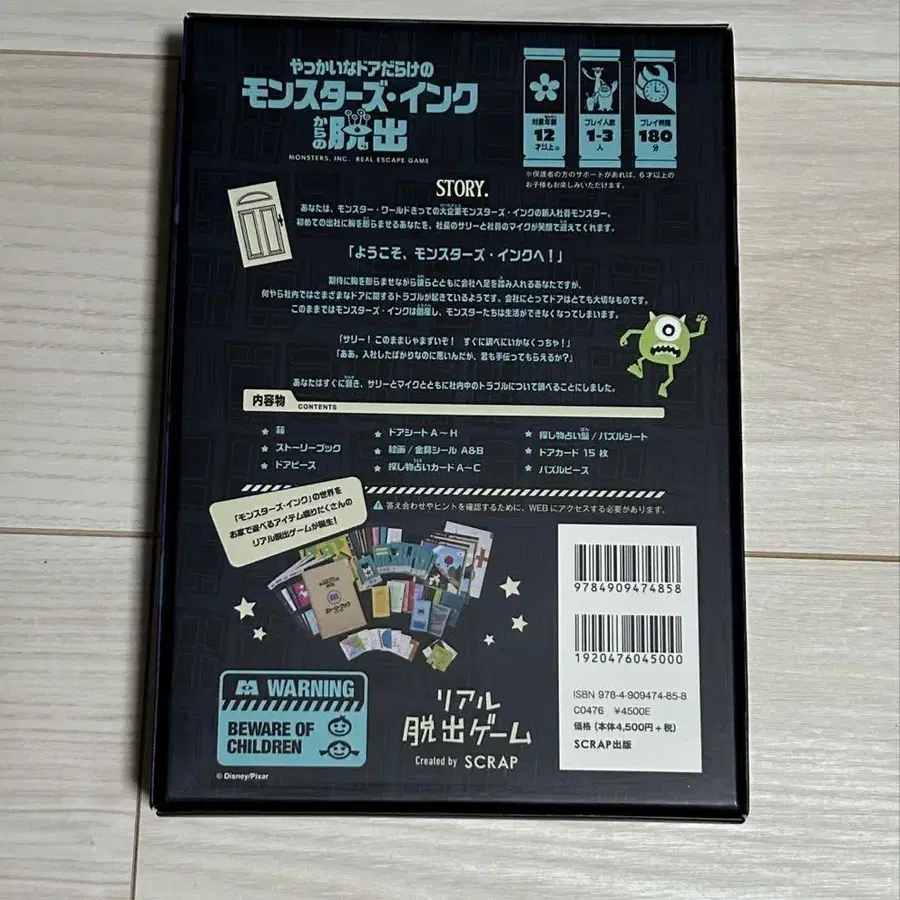 やっかいなドアだらけの
モンスターズ・インク
からの脱出
MONSTERS, INC. REAL ESCAPE GAME
対象年齢
12
才以上※
プレイ人数
1-3
人
プレイ時間
180
分
※保護者の方のサポートがあれば、6才以上の
お子様もお楽しみいただけます。
STORY.
あなたは、モンスター・ワールドきっての大企業モンスターズ・インクの新入社員モンスター。
初めての出社に胸を膨らませるあなたを、社長のサリーと社員のマイクが笑顔で迎えてくれます。
「ようこそ、モンスターズ・インクへ！」
期待に胸を膨らませながら彼らとともに会社へ足を踏み入れるあなたですが、
何やら社内ではさまざまなドアに関するトラブルが起きているようです。会社にとってドアはとても大切なものです。
このままではモンスターズ・インクは倒産し、モンスターたちは生活ができなくなってしまいます。
「サリー！このままじゃまずいぞ！ すぐに調べにいかなくっちゃ！」
「ああ。入社したばかりなのに悪いんだが、君も手伝ってもらえるか？」
あなたはすぐに頷き、サリーとマイクとともに社内中のトラブルについて調べることにしました。
内容物 CONTENTS
★ 箱
★ ストーリーブック
★ ドアピース
★ ドアシート A～H
★ 絵画/金具シール A&B
★ 探し物占いカード A～C
★ 探し物占い盤/パズルシート
★ ドアカード 15 枚
★ パズルピース
⚠ 答え合わせやヒントを確認するために、WEB にアクセスする必要があります。
「モンスターズ・インク」の世界を
お家で遊べるアイテム盛りだくさんの
リアル脱出ゲームが誕生！
ストーリーブック
WARNING
BEWARE OF
CHILDREN
© Disney/Pixar
リアル
脱出ゲーム
Created by SCRAP
9784909474858
1920476045000
ISBN 978-4-909474-85-8
C0476 ¥4500E
価格（本体4,500円＋税）
SCRAP出版